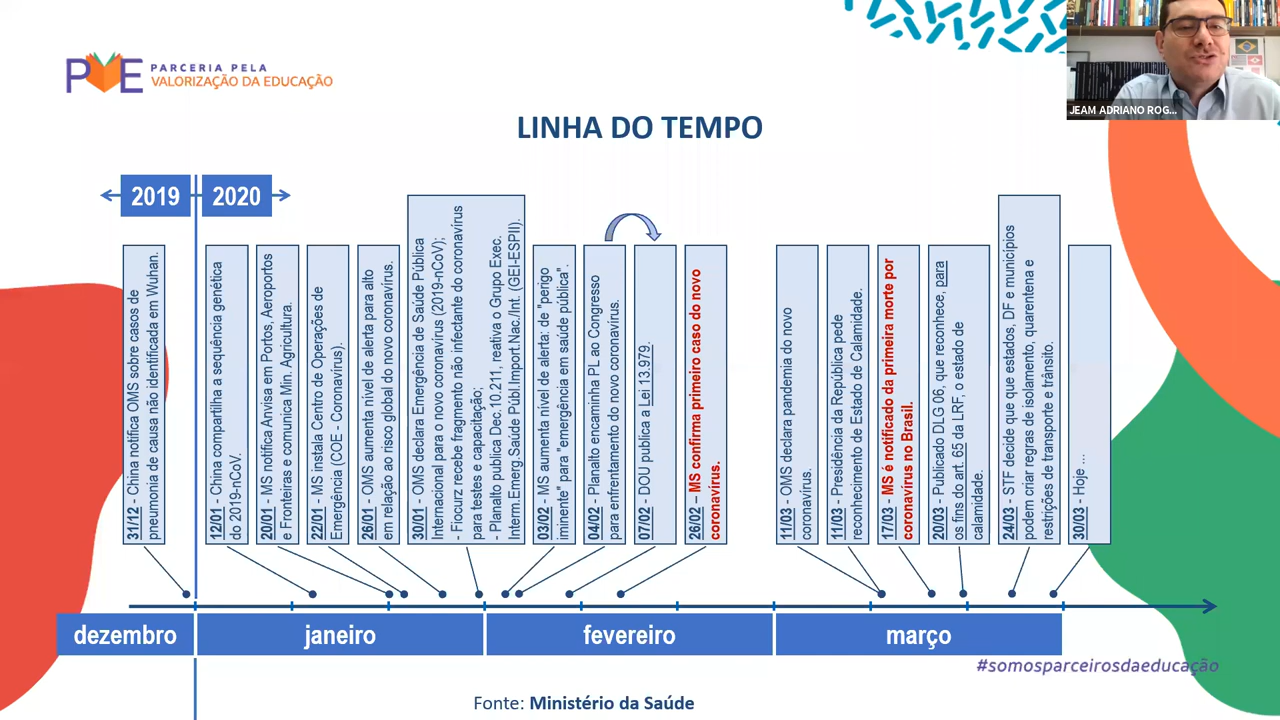 PVE PARCERIA PELA
VALORIZAÇÃO DA EDUCAÇÃO
JEAM ADRIANO ROG...
LINHA DO TEMPO
2019
2020
31/12 - China notifica OMS sobre casos de
pneumonia de causa não identificada em Wuhan.
12/01 - China compartilha a sequência genética
do 2019-nCoV.
20/01 - MS notifica Anvisa em Portos, Aeroportos
e Fronteiras e comunica Min. Agricultura.
22/01 - MS instala Centro de Operações de
Emergência (COE - Coronavírus).
26/01 - OMS aumenta nível de alerta para alto
em relação ao risco global do novo coronavírus.
30/01 - OMS declara Emergência de Saúde Pública
Internacional para o novo coronavírus (2019-nCoV);
- Fiocurz recebe fragmento não infectante do coronavírus
para testes e capacitação;
- Planalto publica Dec.10.211, reativa o Grupo Exec.
Interm.Emerg.Saúde Públ.Import.Nac./Int. (GEI-ESPII).
03/02 - MS aumenta nível de alerta: de "perigo
iminente" para "emergência em saúde pública".
04/02 - Planalto encaminha PL ao Congresso
para enfrentamento do novo coronavírus.
07/02 - DOU publica a Lei 13.979.
26/02 – MS confirma primeiro caso do novo
coronavírus.
11/03 - OMS declara pandemia do novo
coronavírus.
11/03 - Presidência da República pede
reconhecimento de Estado de Calamidade.
17/03 - MS é notificado da primeira morte por
coronavírus no Brasil.
20/03 - Publicado DLG 06, que reconhece, para
os fins do art. 65 da LRF, o estado de
calamidade.
24/03 - STF decide que que estados, DF e municípios
podem criar regras de isolamento, quarentena e
restrições de transporte e trânsito.
30/03 - Hoje ...
dezembro
janeiro
fevereiro
março
#somosparceirosdaeducação
Fonte: Ministério da Saúde